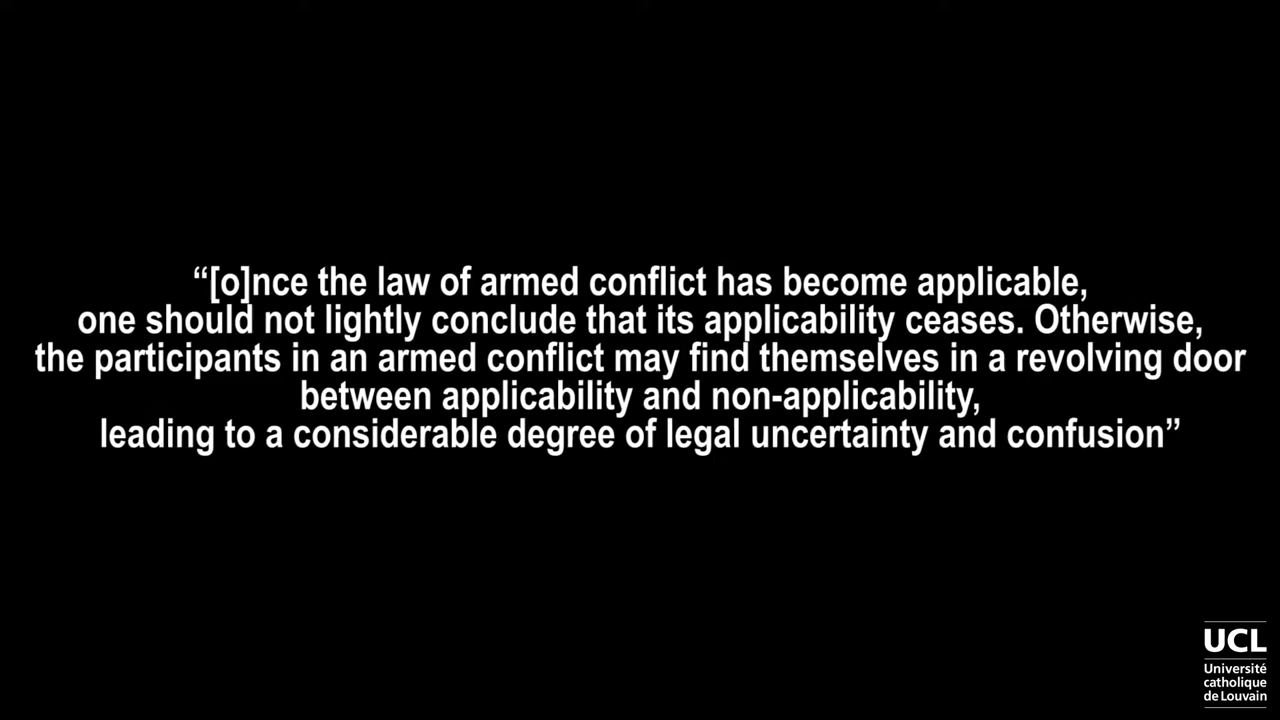 “[o]nce the law of armed conflict has become applicable,
one should not lightly conclude that its applicability ceases. Otherwise,
the participants in an armed conflict may find themselves in a revolving door
between applicability and non-applicability,
leading to a considerable degree of legal uncertainty and confusion”
UCL
Université
catholique
de Louvain